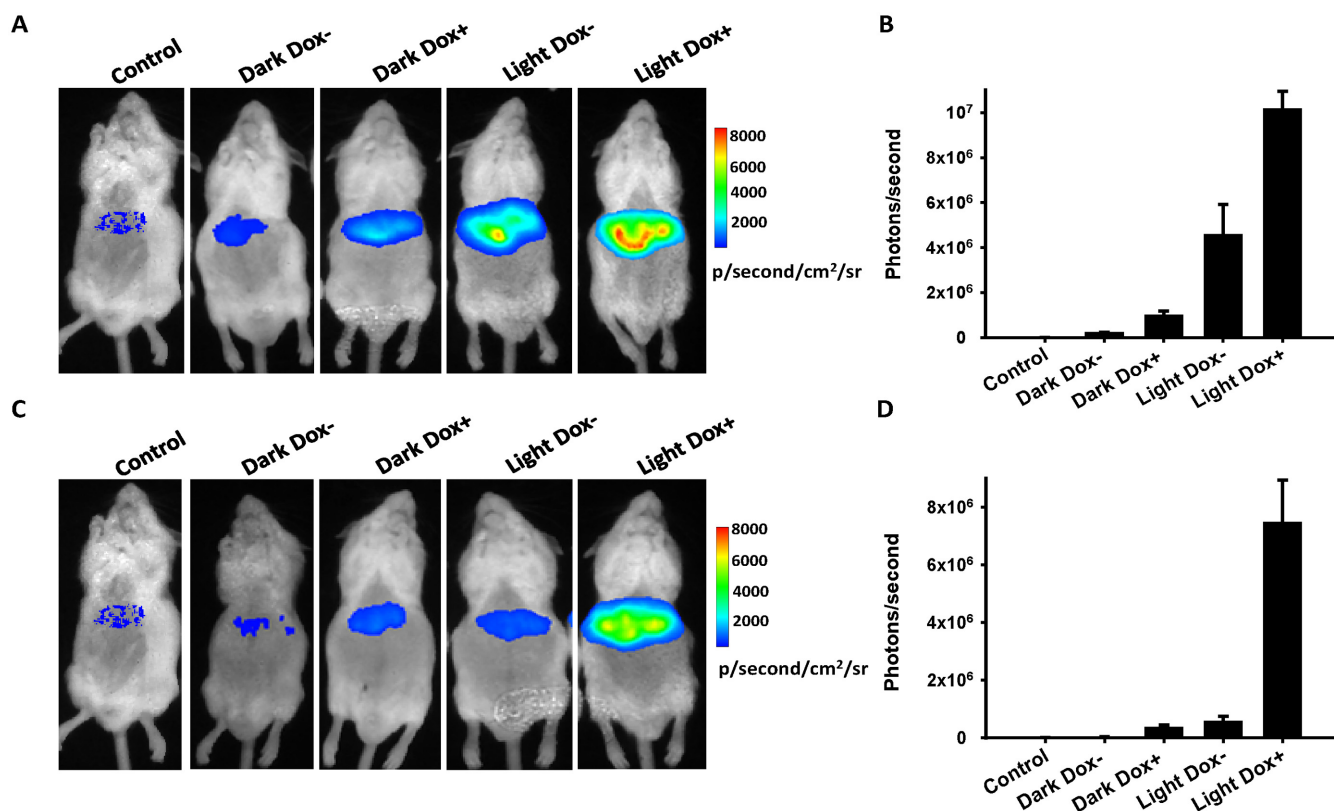 A
Control
Dark Dox-
Dark Dox+
Light Dox-
Light Dox+
8000
6000
4000
2000
p/second/cm²/sr
B
Photons/second
10⁷
8x10⁶
6x10⁶
4x10⁶
2x10⁶
0
Control
Dark Dox-
Dark Dox+
Light Dox-
Light Dox+
C
Control
Dark Dox-
Dark Dox+
Light Dox-
Light Dox+
8000
6000
4000
2000
p/second/cm²/sr
D
Photons/second
8x10⁶
6x10⁶
4x10⁶
2x10⁶
0
Control
Dark Dox-
Dark Dox+
Light Dox-
Light Dox+